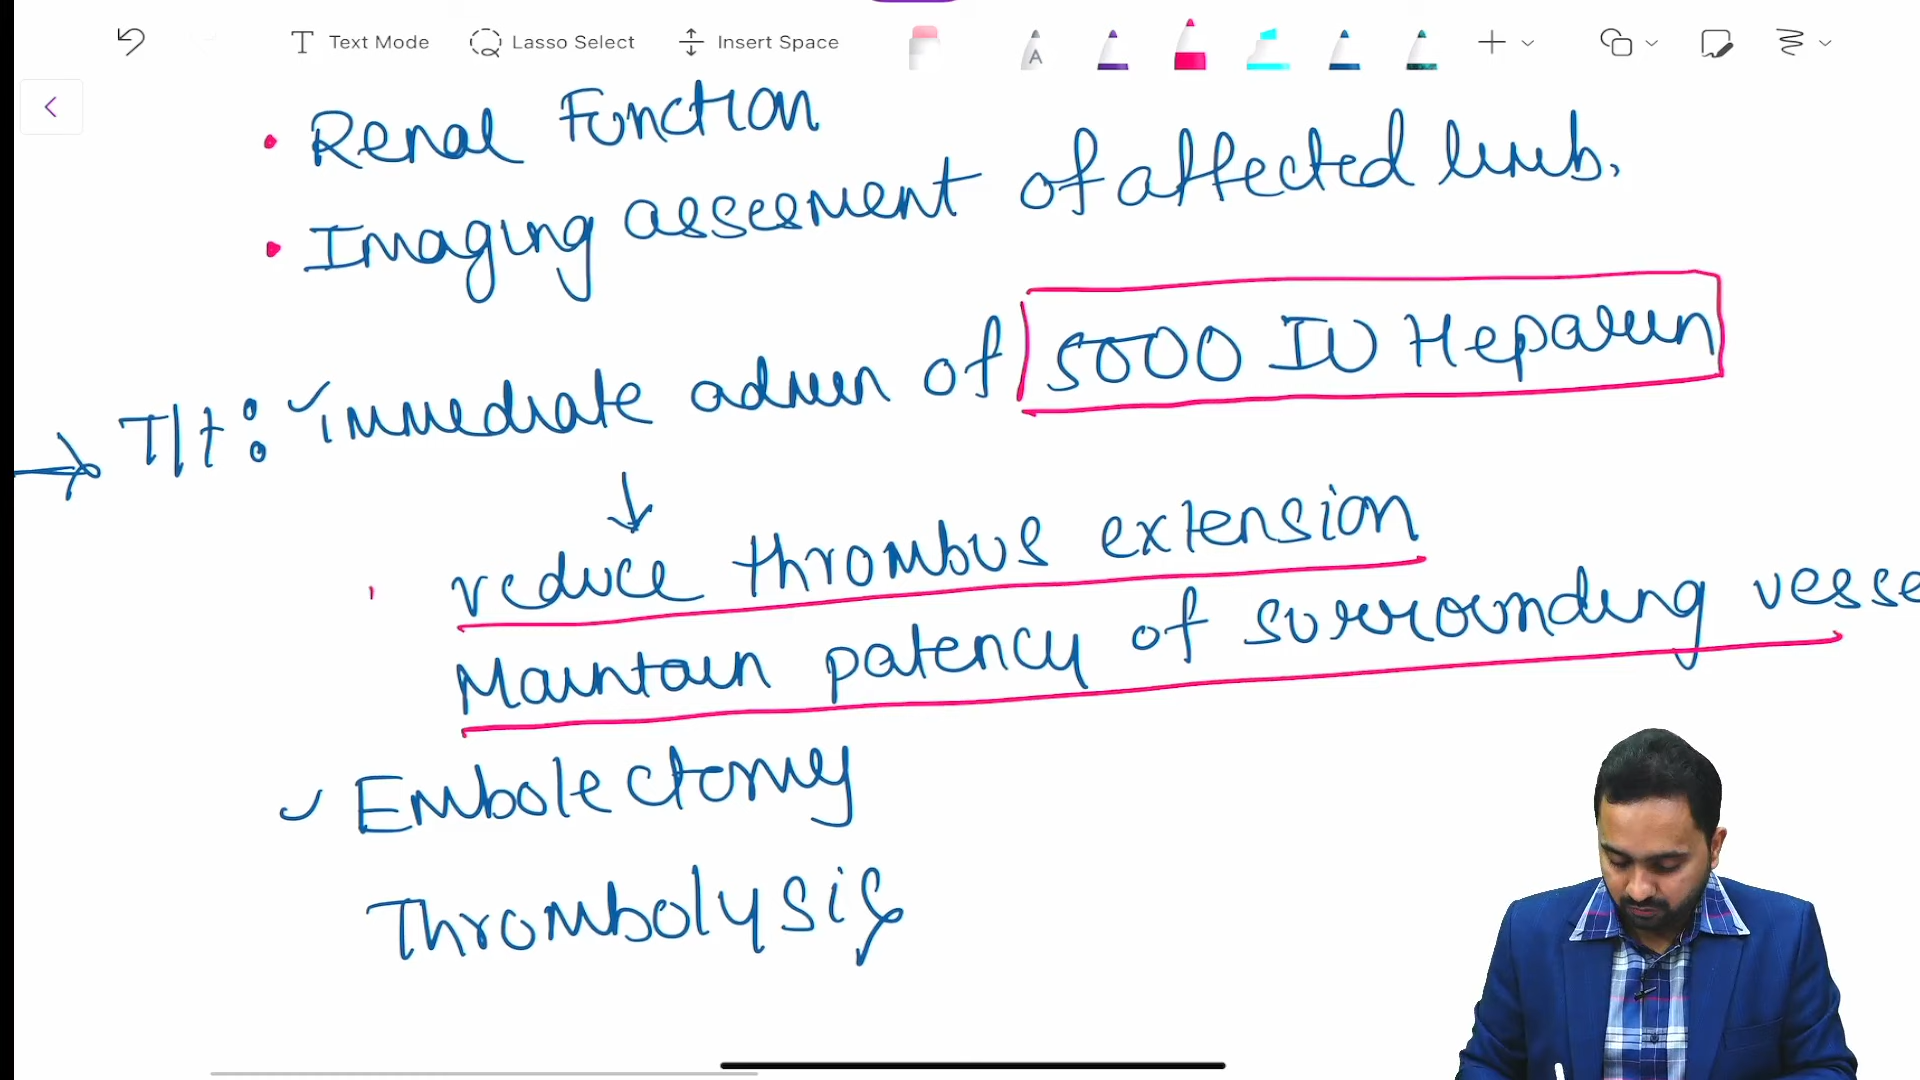 Text Mode Lasso Select Insert Space A
• Renal Function
• Imaging assesment of affected limb.
→ T/t: ✓ immediate admn of 5000 IU Heparin
↓
reduce thrombus extension
Maintain patency of surrounding vesse
✓ Embolectomy
Thrombolysis